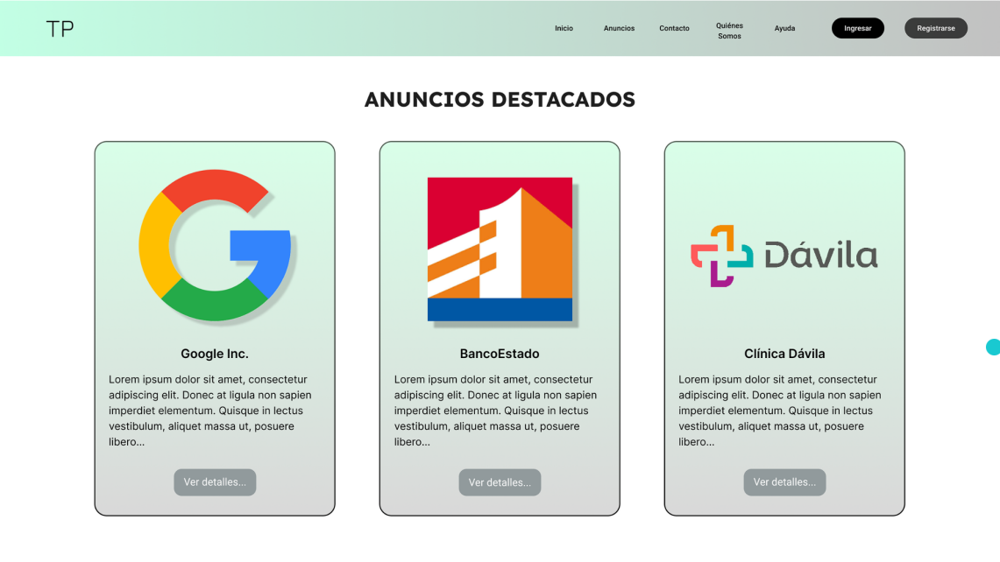 TP
Inicio
Anuncios
Contacto
Quiénes
Somos
Ayuda
Ingresar
Registrarse
ANUNCIOS DESTACADOS
Google Inc.
Lorem ipsum dolor sit amet, consectetur
adipiscing elit. Donec at ligula non sapien
imperdiet elementum. Quisque in lectus
vestibulum, aliquet massa ut, posuere
libero...
Ver detalles...
BancoEstado
Lorem ipsum dolor sit amet, consectetur
adipiscing elit. Donec at ligula non sapien
imperdiet elementum. Quisque in lectus
vestibulum, aliquet massa ut, posuere
libero...
Ver detalles...
Dávila
Clínica Dávila
Lorem ipsum dolor sit amet, consectetur
adipiscing elit. Donec at ligula non sapien
imperdiet elementum. Quisque in lectus
vestibulum, aliquet massa ut, posuere
libero...
Ver detalles...